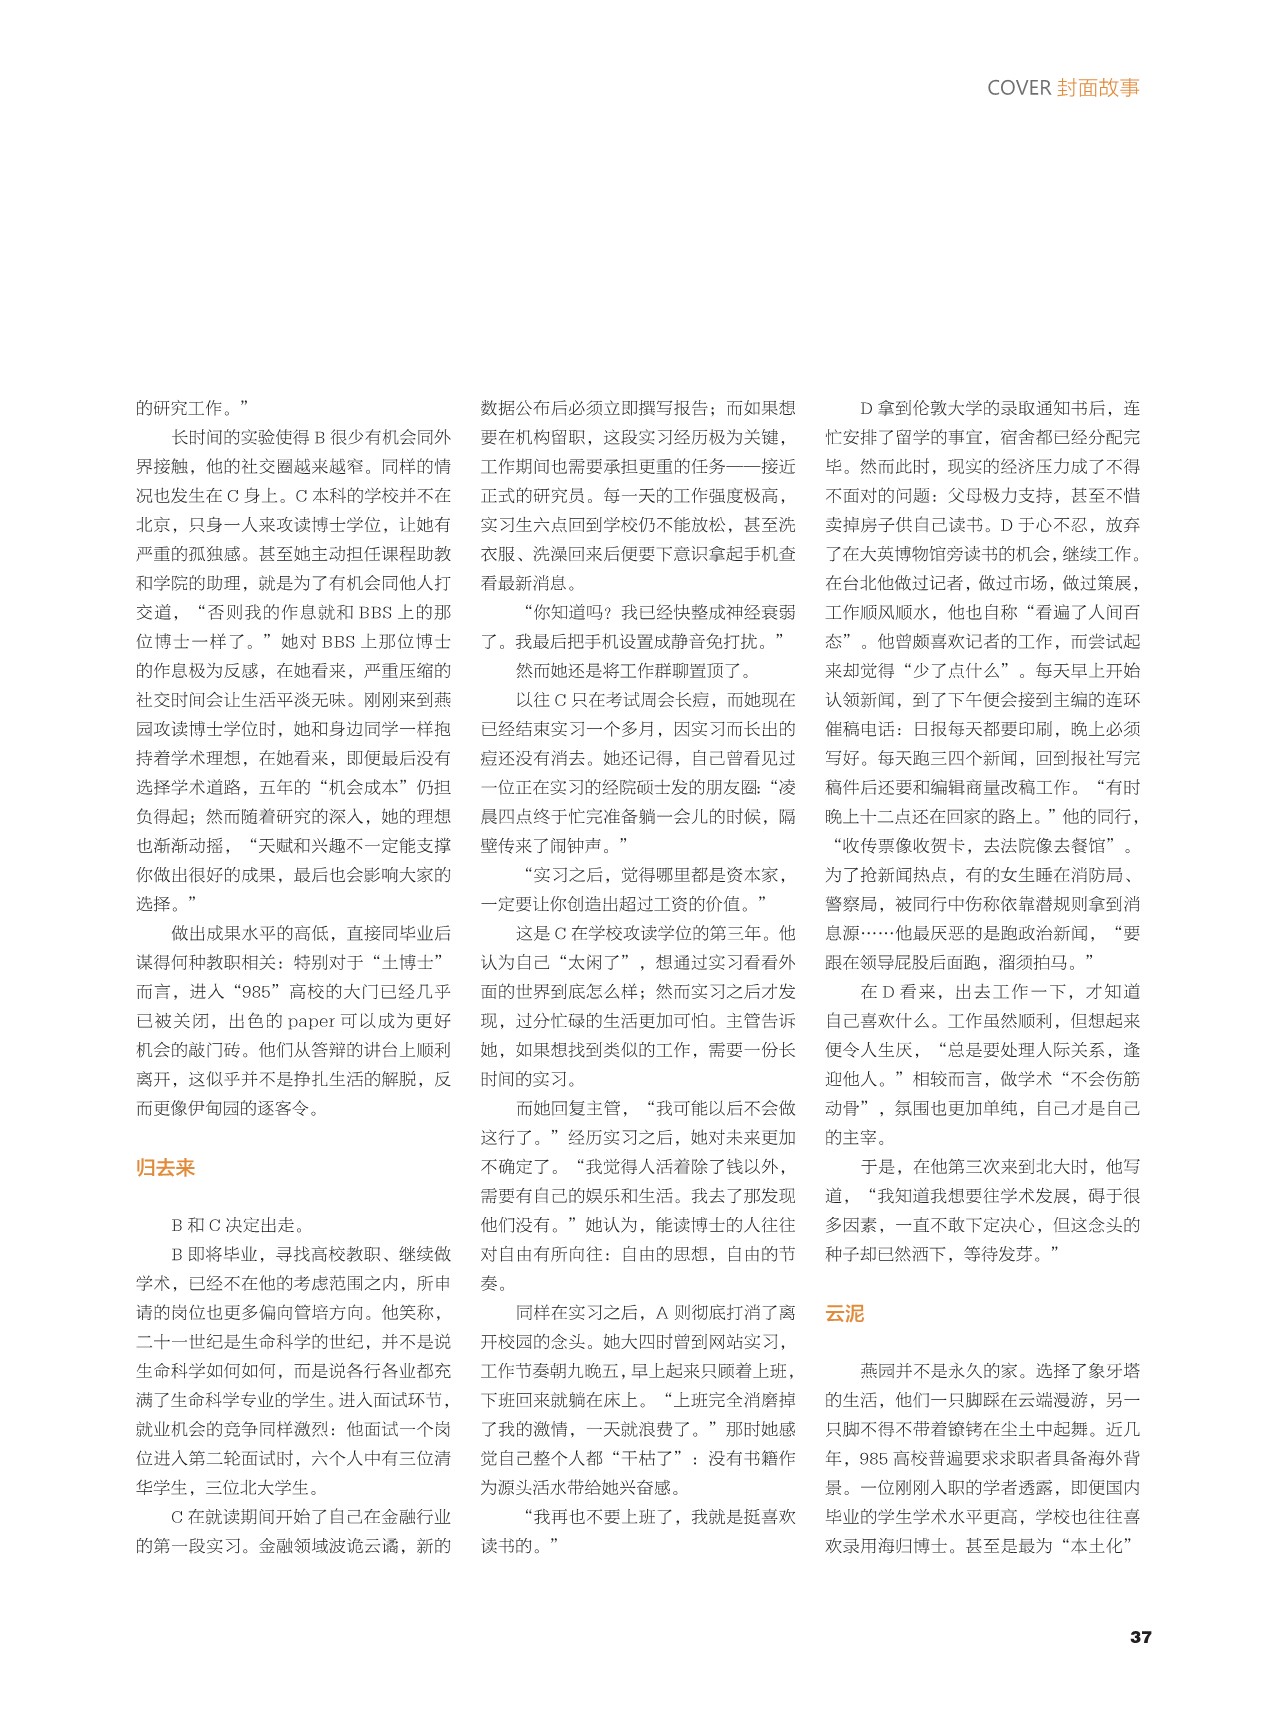 COVER 封面故事
的研究工作。”
长时间的实验使得 B 很少有机会同外
界接触，他的社交圈越来越窄。同样的情
况也发生在 C 身上。C 本科的学校并不在
北京，只身一人来攻读博士学位，让她有
严重的孤独感。甚至她主动担任课程助教
和学院的助理，就是为了有机会同他人打
交道，“否则我的作息就和 BBS 上的那
位博士一样了。”她对 BBS 上那位博士
的作息极为反感，在她看来，严重压缩的
社交时间会让生活平淡无味。刚刚来到燕
园攻读博士学位时，她和身边同学一样抱
持着学术理想，在她看来，即便最后没有
选择学术道路，五年的“机会成本”仍担
负得起；然而随着研究的深入，她的理想
也渐渐动摇，“天赋和兴趣不一定能支撑
你做出很好的成果，最后也会影响大家的
选择。”
做出成果水平的高低，直接同毕业后
谋得何种教职相关：特别对于“土博士”
而言，进入“985”高校的大门已经几乎
已被关闭，出色的 paper 可以成为更好
机会的敲门砖。他们从答辩的讲台上顺利
离开，这似乎并不是挣扎生活的解脱，反
而更像伊甸园的逐客令。
归去来
B 和 C 决定出走。
B 即将毕业，寻找高校教职、继续做
学术，已经不在他的考虑范围之内，所申
请的岗位也更多偏向管培方向。他笑称，
二十一世纪是生命科学的世纪，并不是说
生命科学如何如何，而是说各行各业都充
满了生命科学专业的学生。进入面试环节，
就业机会的竞争同样激烈：他面试一个岗
位进入第二轮面试时，六个人中有三位清
华学生，三位北大学生。
C 在就读期间开始了自己在金融行业
的第一段实习。金融领域波诡云谲，新的
数据公布后必须立即撰写报告；而如果想
要在机构留职，这段实习经历极为关键，
工作期间也需要承担更重的任务——接近
正式的研究员。每一天的工作强度极高，
实习生六点回到学校仍不能放松，甚至洗
衣服、洗澡回来后便要下意识拿起手机查
看最新消息。
“你知道吗？我已经快整成神经衰弱
了。我最后把手机设置成静音免打扰。”
然而她还是将工作群聊置顶了。
以往 C 只在考试周会长痘，而她现在
已经结束实习一个多月，因实习而长出的
痘还没有消去。她还记得，自己曾看见过
一位正在实习的经院硕士发的朋友圈：“凌
晨四点终于忙完准备躺一会儿的时候，隔
壁传来了闹钟声。”
“实习之后，觉得哪里都是资本家，
一定要让你创造出超过工资的价值。”
这是 C 在学校攻读学位的第三年。他
认为自己“太闲了”，想通过实习看看外
面的世界到底怎么样；然而实习之后才发
现，过分忙碌的生活更加可怕。主管告诉
她，如果想找到类似的工作，需要一份长
时间的实习。
而她回复主管，“我可能以后不会做
这行了。”经历实习之后，她对未来更加
不确定了。“我觉得人活着除了钱以外，
需要有自己的娱乐和生活。我去了那发现
他们没有。”她认为，能读博士的人往往
对自由有所向往：自由的思想，自由的节
奏。
同样在实习之后，A 则彻底打消了离
开校园的念头。她大四时曾到网站实习，
工作节奏朝九晚五，早上起来只顾着上班，
下班回来就躺在床上。“上班完全消磨掉
了我的激情，一天就浪费了。”那时她感
觉自己整个人都“干枯了”：没有书籍作
为源头活水带给她兴奋感。
“我再也不要上班了，我就是挺喜欢
读书的。”
D 拿到伦敦大学的录取通知书后，连
忙安排了留学的事宜，宿舍都已经分配完
毕。然而此时，现实的经济压力成了不得
不面对的问题：父母极力支持，甚至不惜
卖掉房子供自己读书。D 于心不忍，放弃
了在大英博物馆旁读书的机会，继续工作。
在台北他做过记者，做过市场，做过策展，
工作顺风顺水，他也自称“看遍了人间百
态”。他曾颇喜欢记者的工作，而尝试起
来却觉得“少了点什么”。每天早上开始
认领新闻，到了下午便会接到主编的连环
催稿电话：日报每天都要印刷，晚上必须
写好。每天跑三四个新闻，回到报社写完
稿件后还要和编辑商量改稿工作。“有时
晚上十二点还在回家的路上。”他的同行，
“收传票像收贺卡，去法院像去餐馆”。
为了抢新闻热点，有的女生睡在消防局、
警察局，被同行中伤称依靠潜规则拿到消
息源……他最厌恶的是跑政治新闻，“要
跟在领导屁股后面跑，溜须拍马。”
在 D 看来，出去工作一下，才知道
自己喜欢什么。工作虽然顺利，但想起来
便令人生厌，“总是要处理人际关系，逢
迎他人。”相较而言，做学术“不会伤筋
动骨”，氛围也更加单纯，自己才是自己
的主宰。
于是，在他第三次来到北大时，他写
道，“我知道我想要往学术发展，碍于很
多因素，一直不敢下定决心，但这念头的
种子却已然洒下，等待发芽。”
云泥
燕园并不是永久的家。选择了象牙塔
的生活，他们一只脚踩在云端漫游，另一
只脚不得不带着镣铐在尘土中起舞。近几
年，985 高校普遍要求求职者具备海外背
景。一位刚刚入职的学者透露，即便国内
毕业的学生学术水平更高，学校也往往喜
欢录用海归博士。甚至是最为“本土化”
37